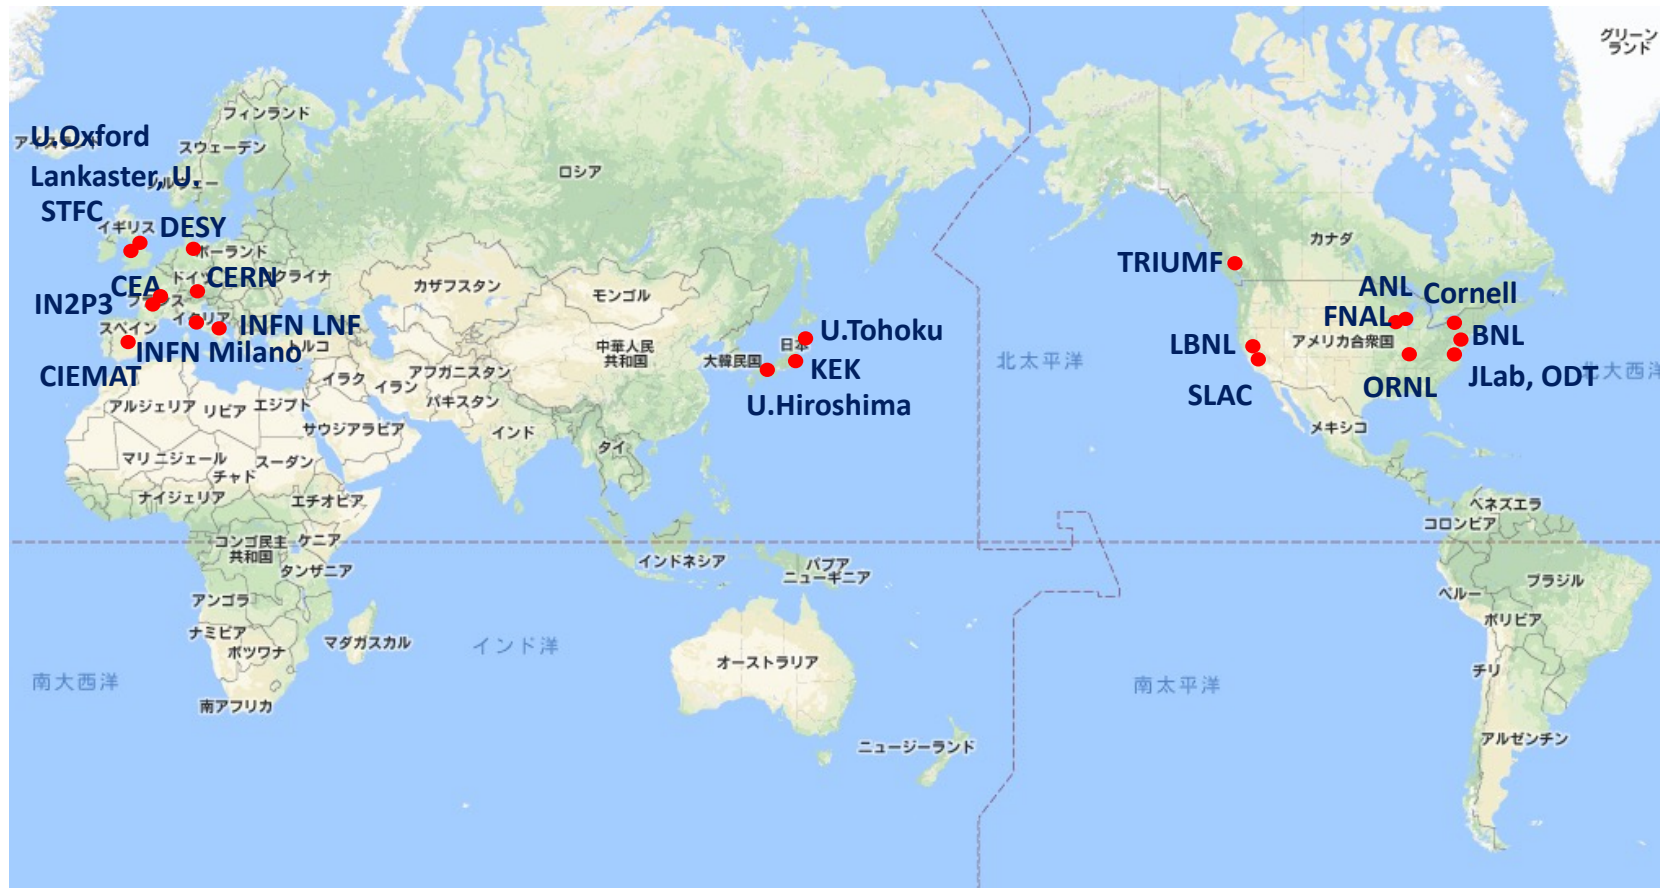 グリーン
ランド
フィンランド
U.Oxford
スウェーデン
Lankaster, U.
ロシア
STFC
イギリス
DESY
ポーランド
カナダ
TRIUMF
ドイツ
CERN
ウクライナ
CEA
フランス
IN2P3
カザフスタン
モンゴル
ANL
Cornell
FNAL
スペイン
イタリア
INFN LNF
トルコ
INFN Milano
CIEMAT
中華人民
共和国
大韓民国
日本
U.Tohoku
KEK
U.Hiroshima
北太平洋
LBNL
SLAC
アメリカ合衆国
BNL
ORNL
JLab, ODT
北大西洋
イラク
イラン
アフガニスタン
パキスタン
アルジェリア
リビア
エジプト
サウジアラビア
インド
タイ
メキシコ
マリ
ニジェール
チャド
スーダン
ナイジェリア
エチオピア
ベネズエラ
コロンビア
コンゴ民主
共和国
ケニア
タンザニア
インドネシア
パプア
ニューギニア
ブラジル
ペルー
アンゴラ
ナミビア
ボツワナ
マダガスカル
インド洋
オーストラリア
ボリビア
チリ
南大西洋
南アフリカ
南太平洋
ニュージーランド
アルゼンチン